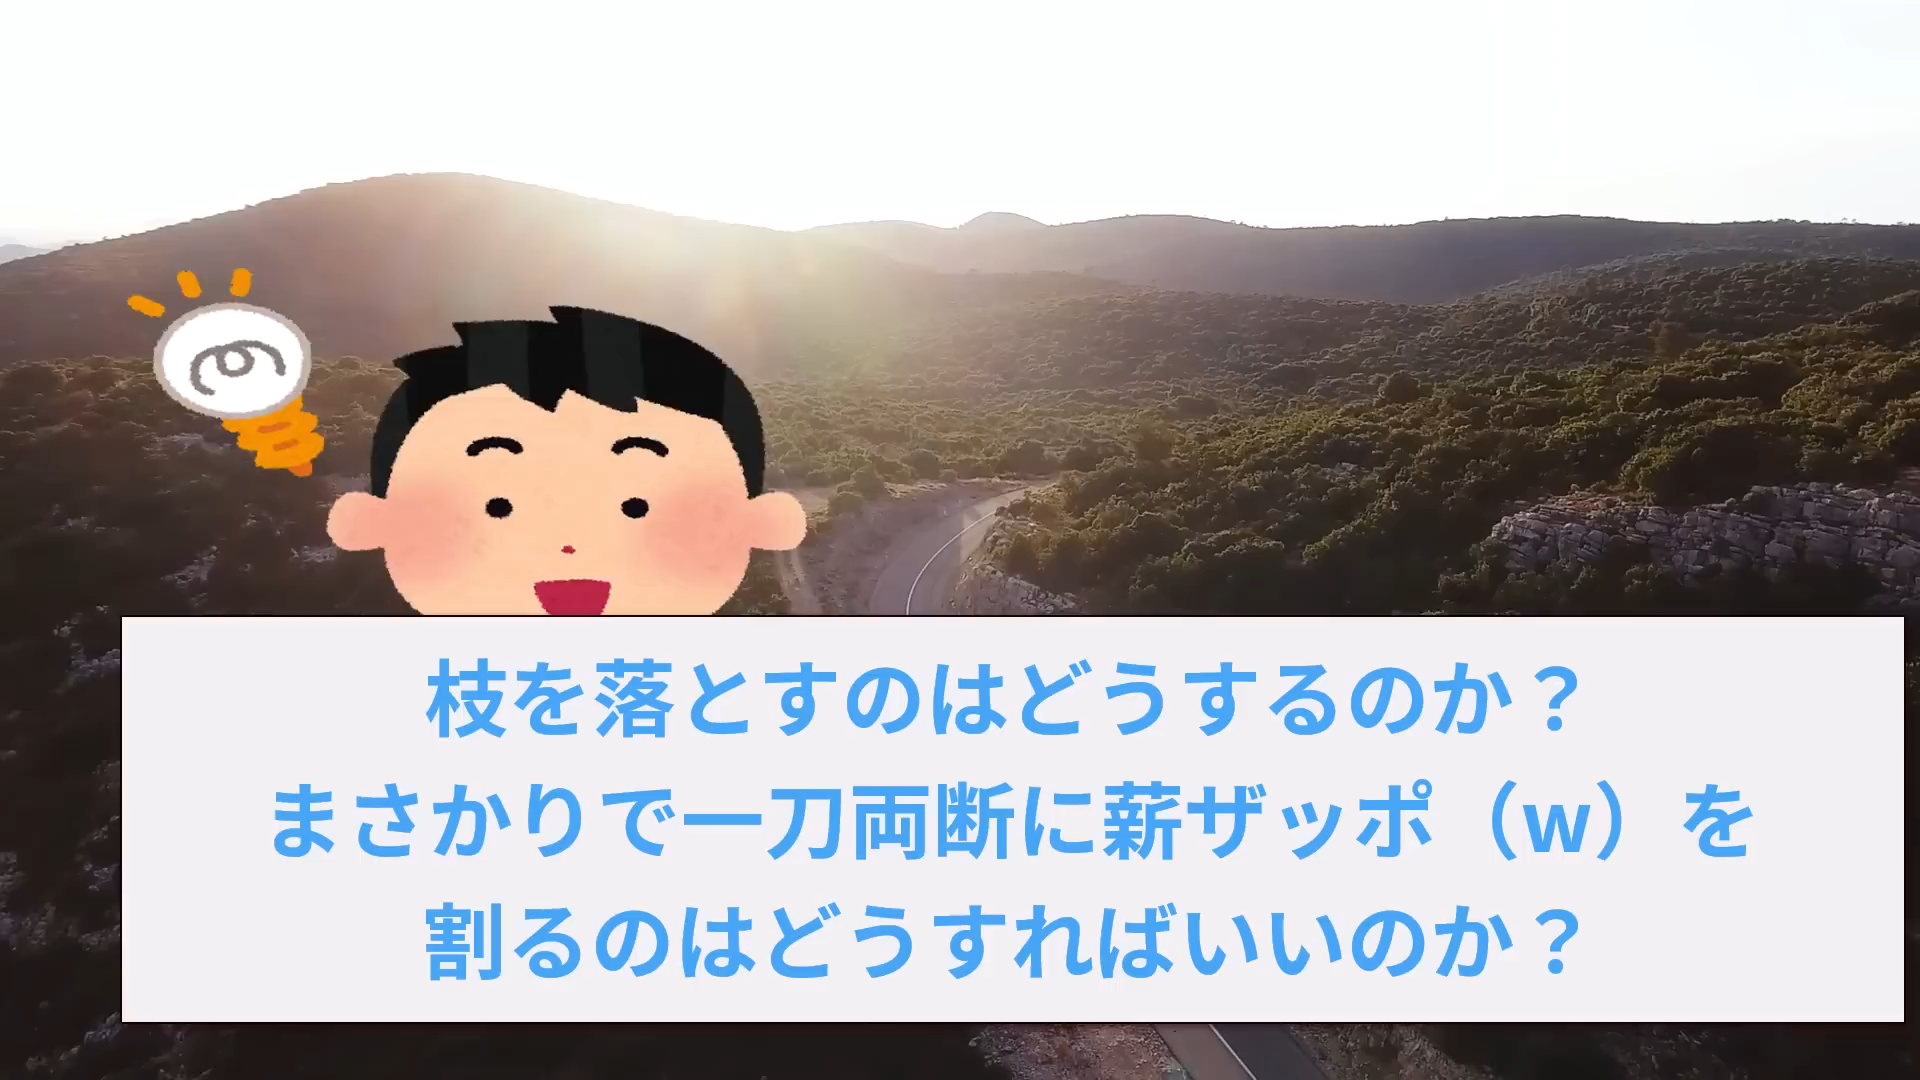 枝を落とすのはどうするのか？
まさかりで一刀両断に薪ザッポ（w）を
割るのはどうすればいいのか？